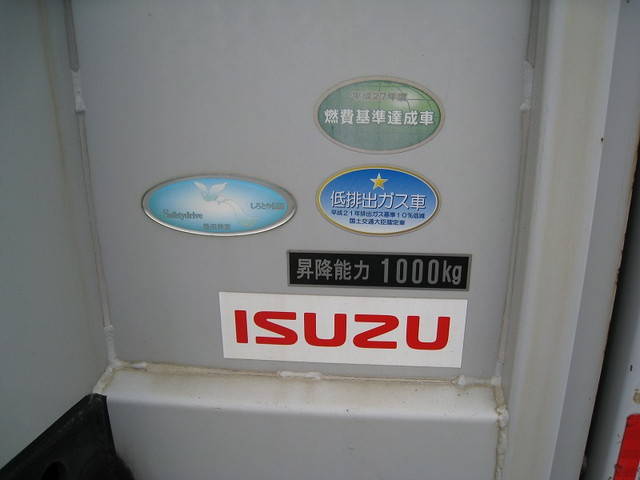 平成27年度
燃費基準達成車
Safetydrive
低排出ガス車
平成21年排出ガス基準10%低減
国土交通大臣認定車
昇降能力 1000kg
ISUZU